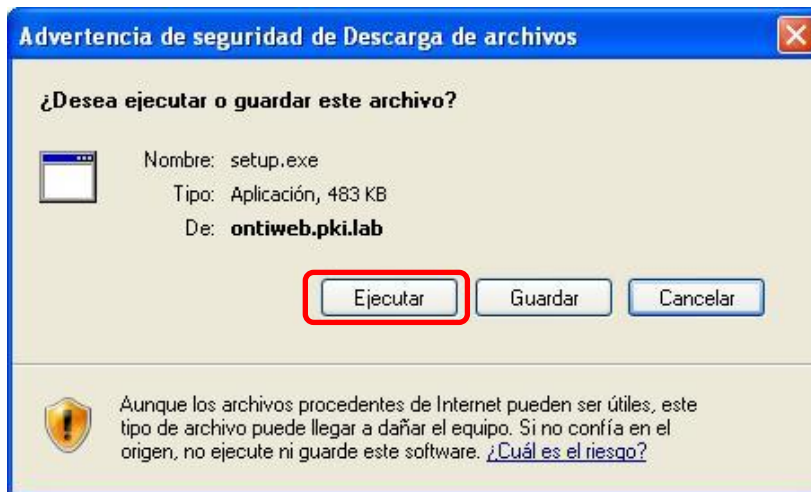 Advertencia de seguridad de Descarga de archivos
¿Desea ejecutar o guardar este archivo?
Nombre: setup.exe
Tipo: Aplicación, 483 KB
De: ontiweb.pki.lab
Ejecutar Guardar Cancelar
Aunque los archivos procedentes de Internet pueden ser útiles, este
tipo de archivo puede llegar a dañar el equipo. Si no confía en el
origen, no ejecute ni guarde este software. ¿Cuál es el riesgo?